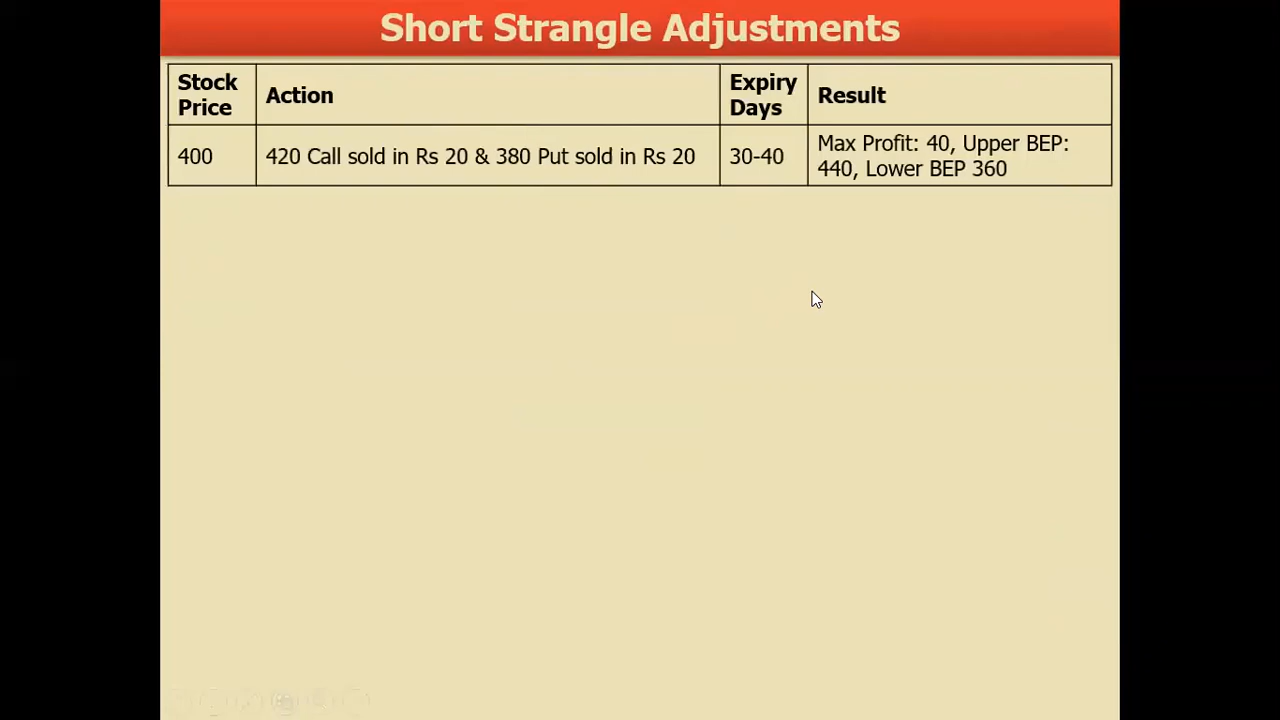 Short Strangle Adjustments
Stock Price
Action
Expiry Days
Result
400
420 Call sold in Rs 20 & 380 Put sold in Rs 20
30-40
Max Profit: 40, Upper BEP:
440, Lower BEP 360